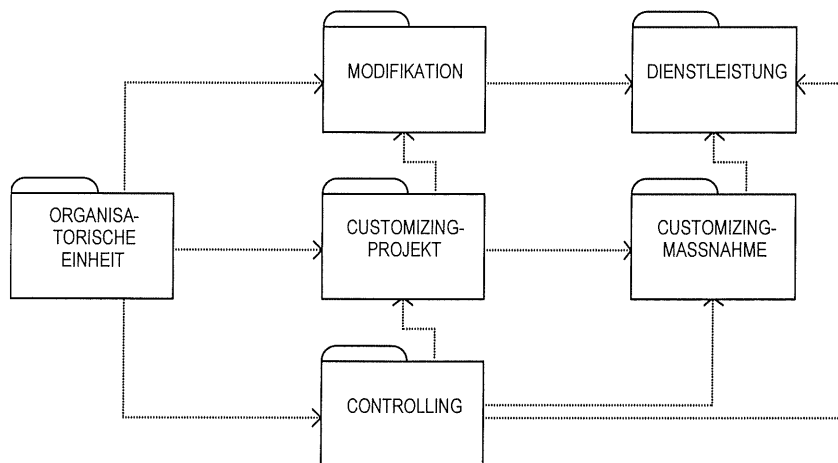 MODIFIKATION
DIENSTLEISTUNG
ORGANISA-
TORISCHE
EINHEIT
CUSTOMIZING-
PROJEKT
CUSTOMIZING-
MASSNAHME
CONTROLLING